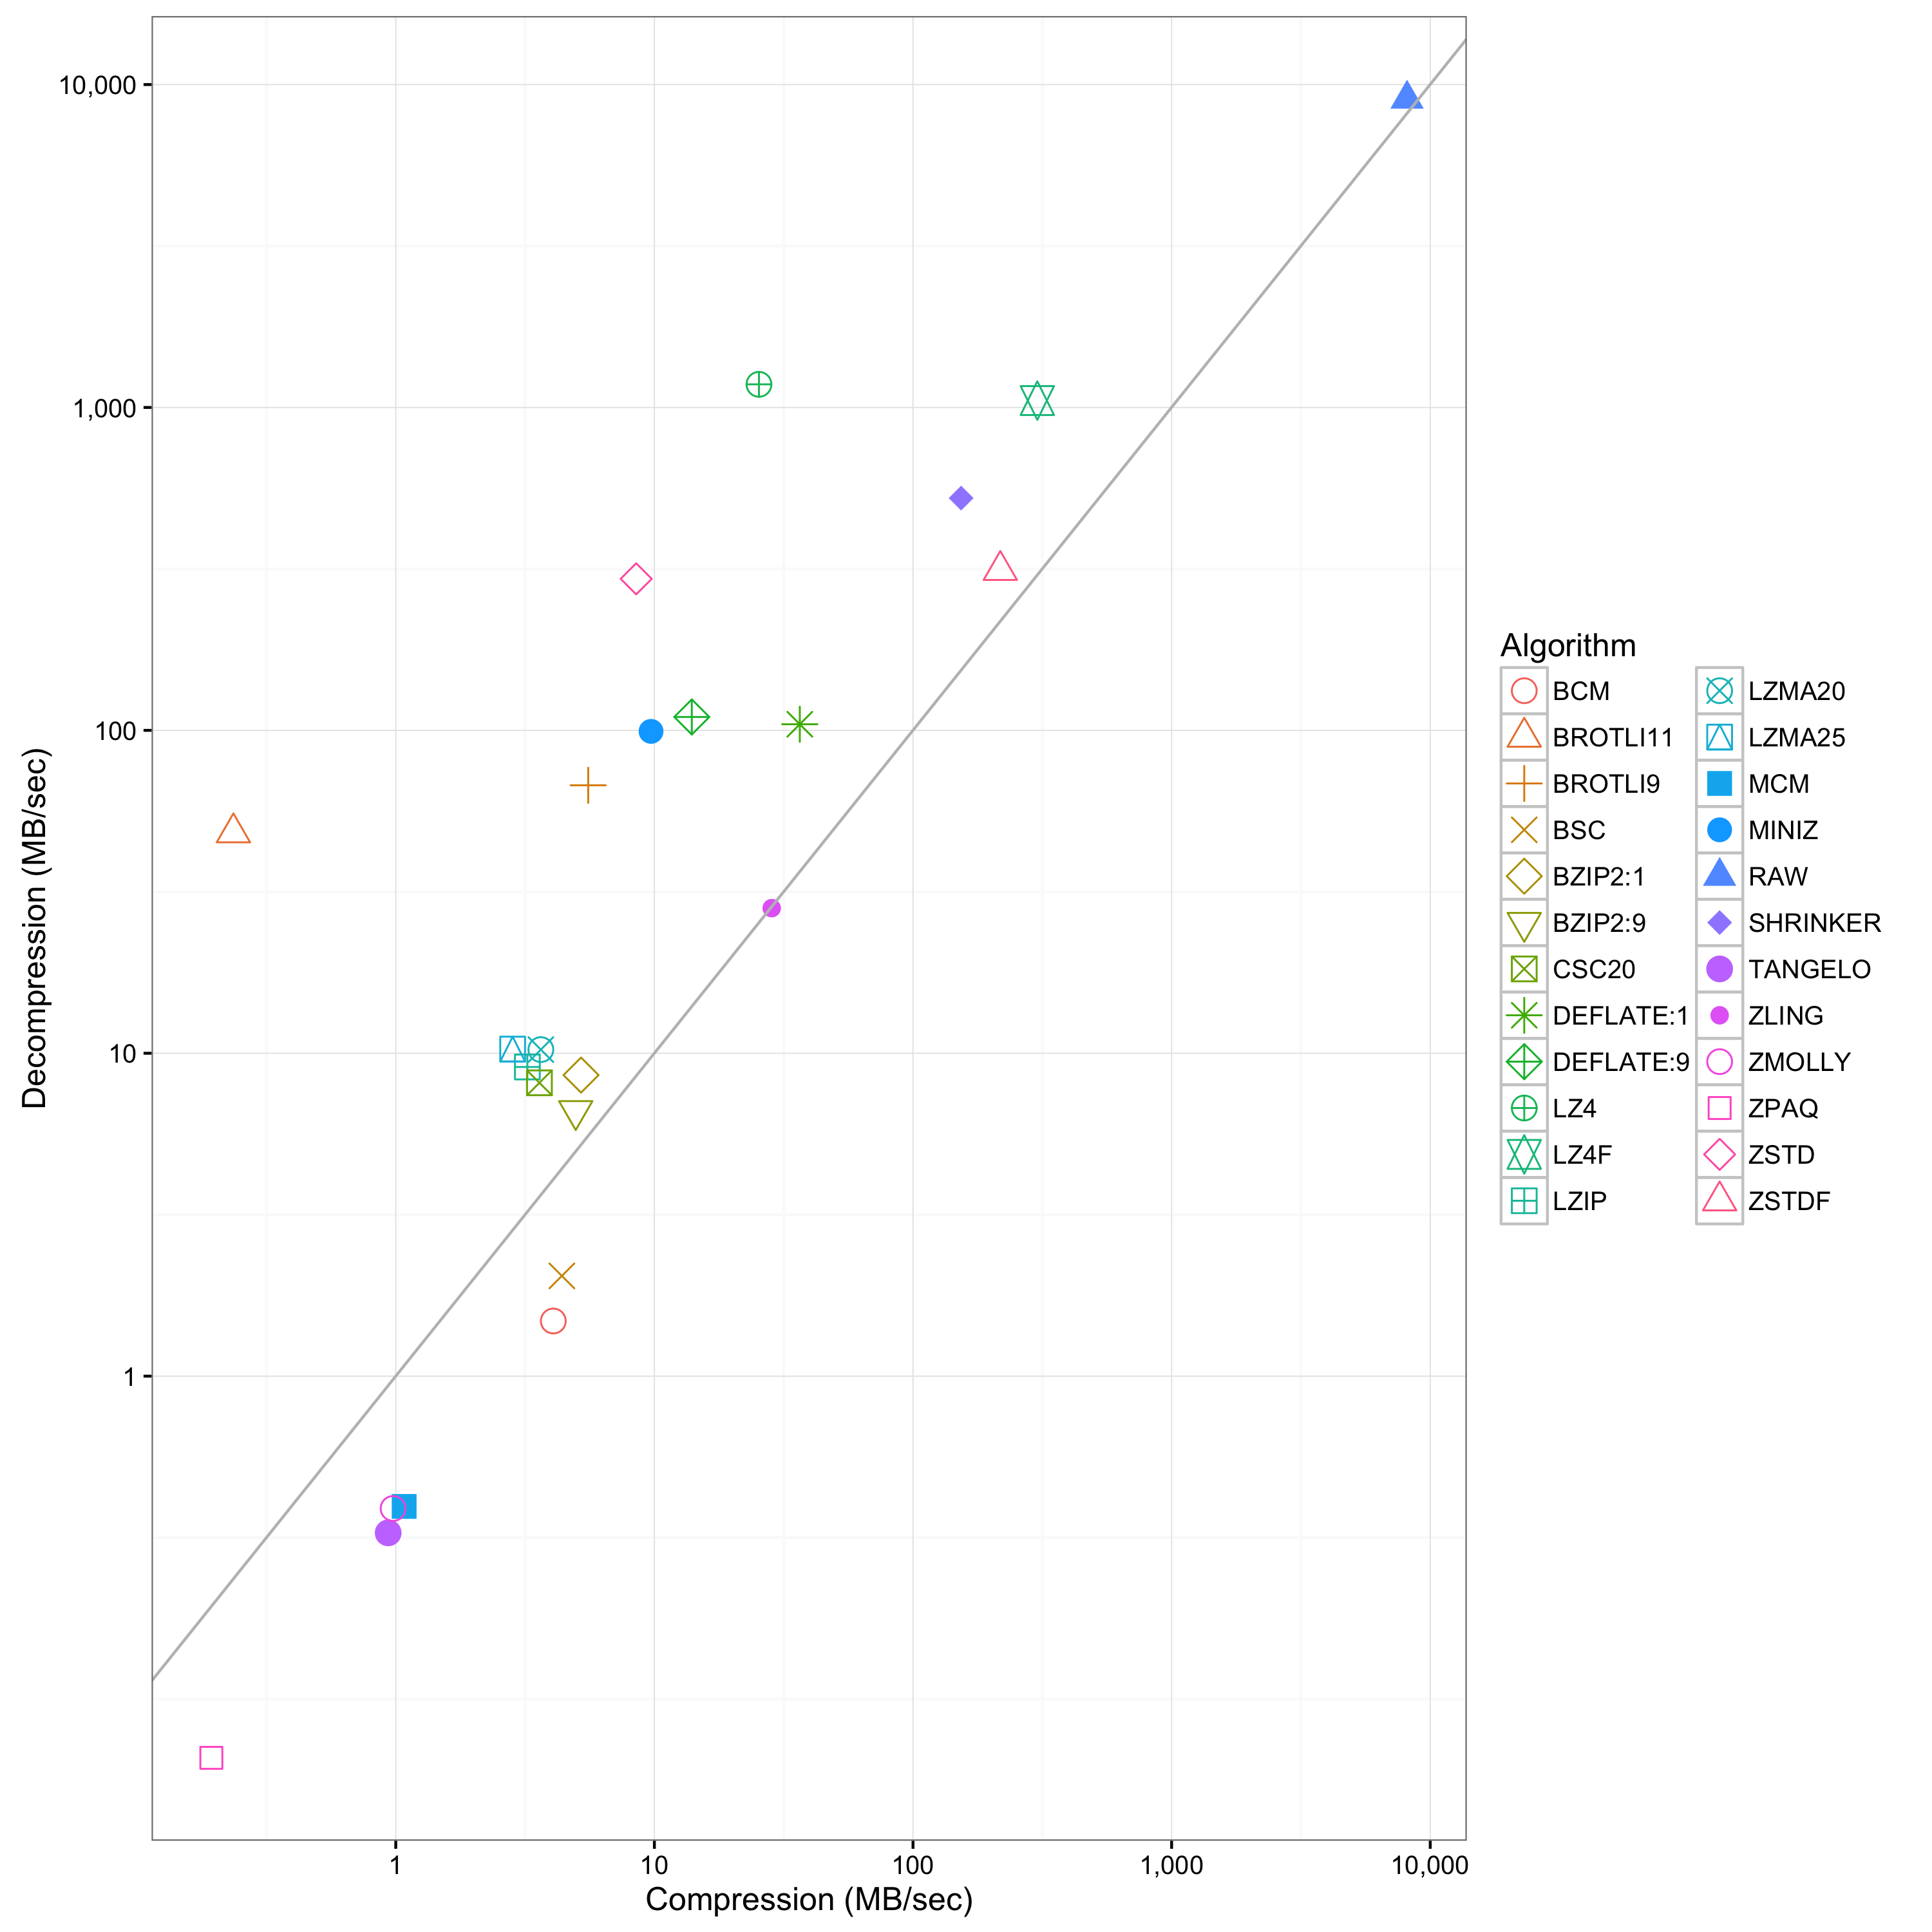 10,000
1,000
100
10
1
Decompression (MB/sec)
1
10
100
1,000
10,000
Compression (MB/sec)
Algorithm
BCM
BROTLI11
BROTLI9
BSC
BZIP2:1
BZIP2:9
CSC20
DEFLATE:1
DEFLATE:9
LZ4
LZ4F
LZIP
LZMA20
LZMA25
MCM
MINIZ
RAW
SHRINKER
TANGELO
ZLING
ZMOLLY
ZPAQ
ZSTD
ZSTDF